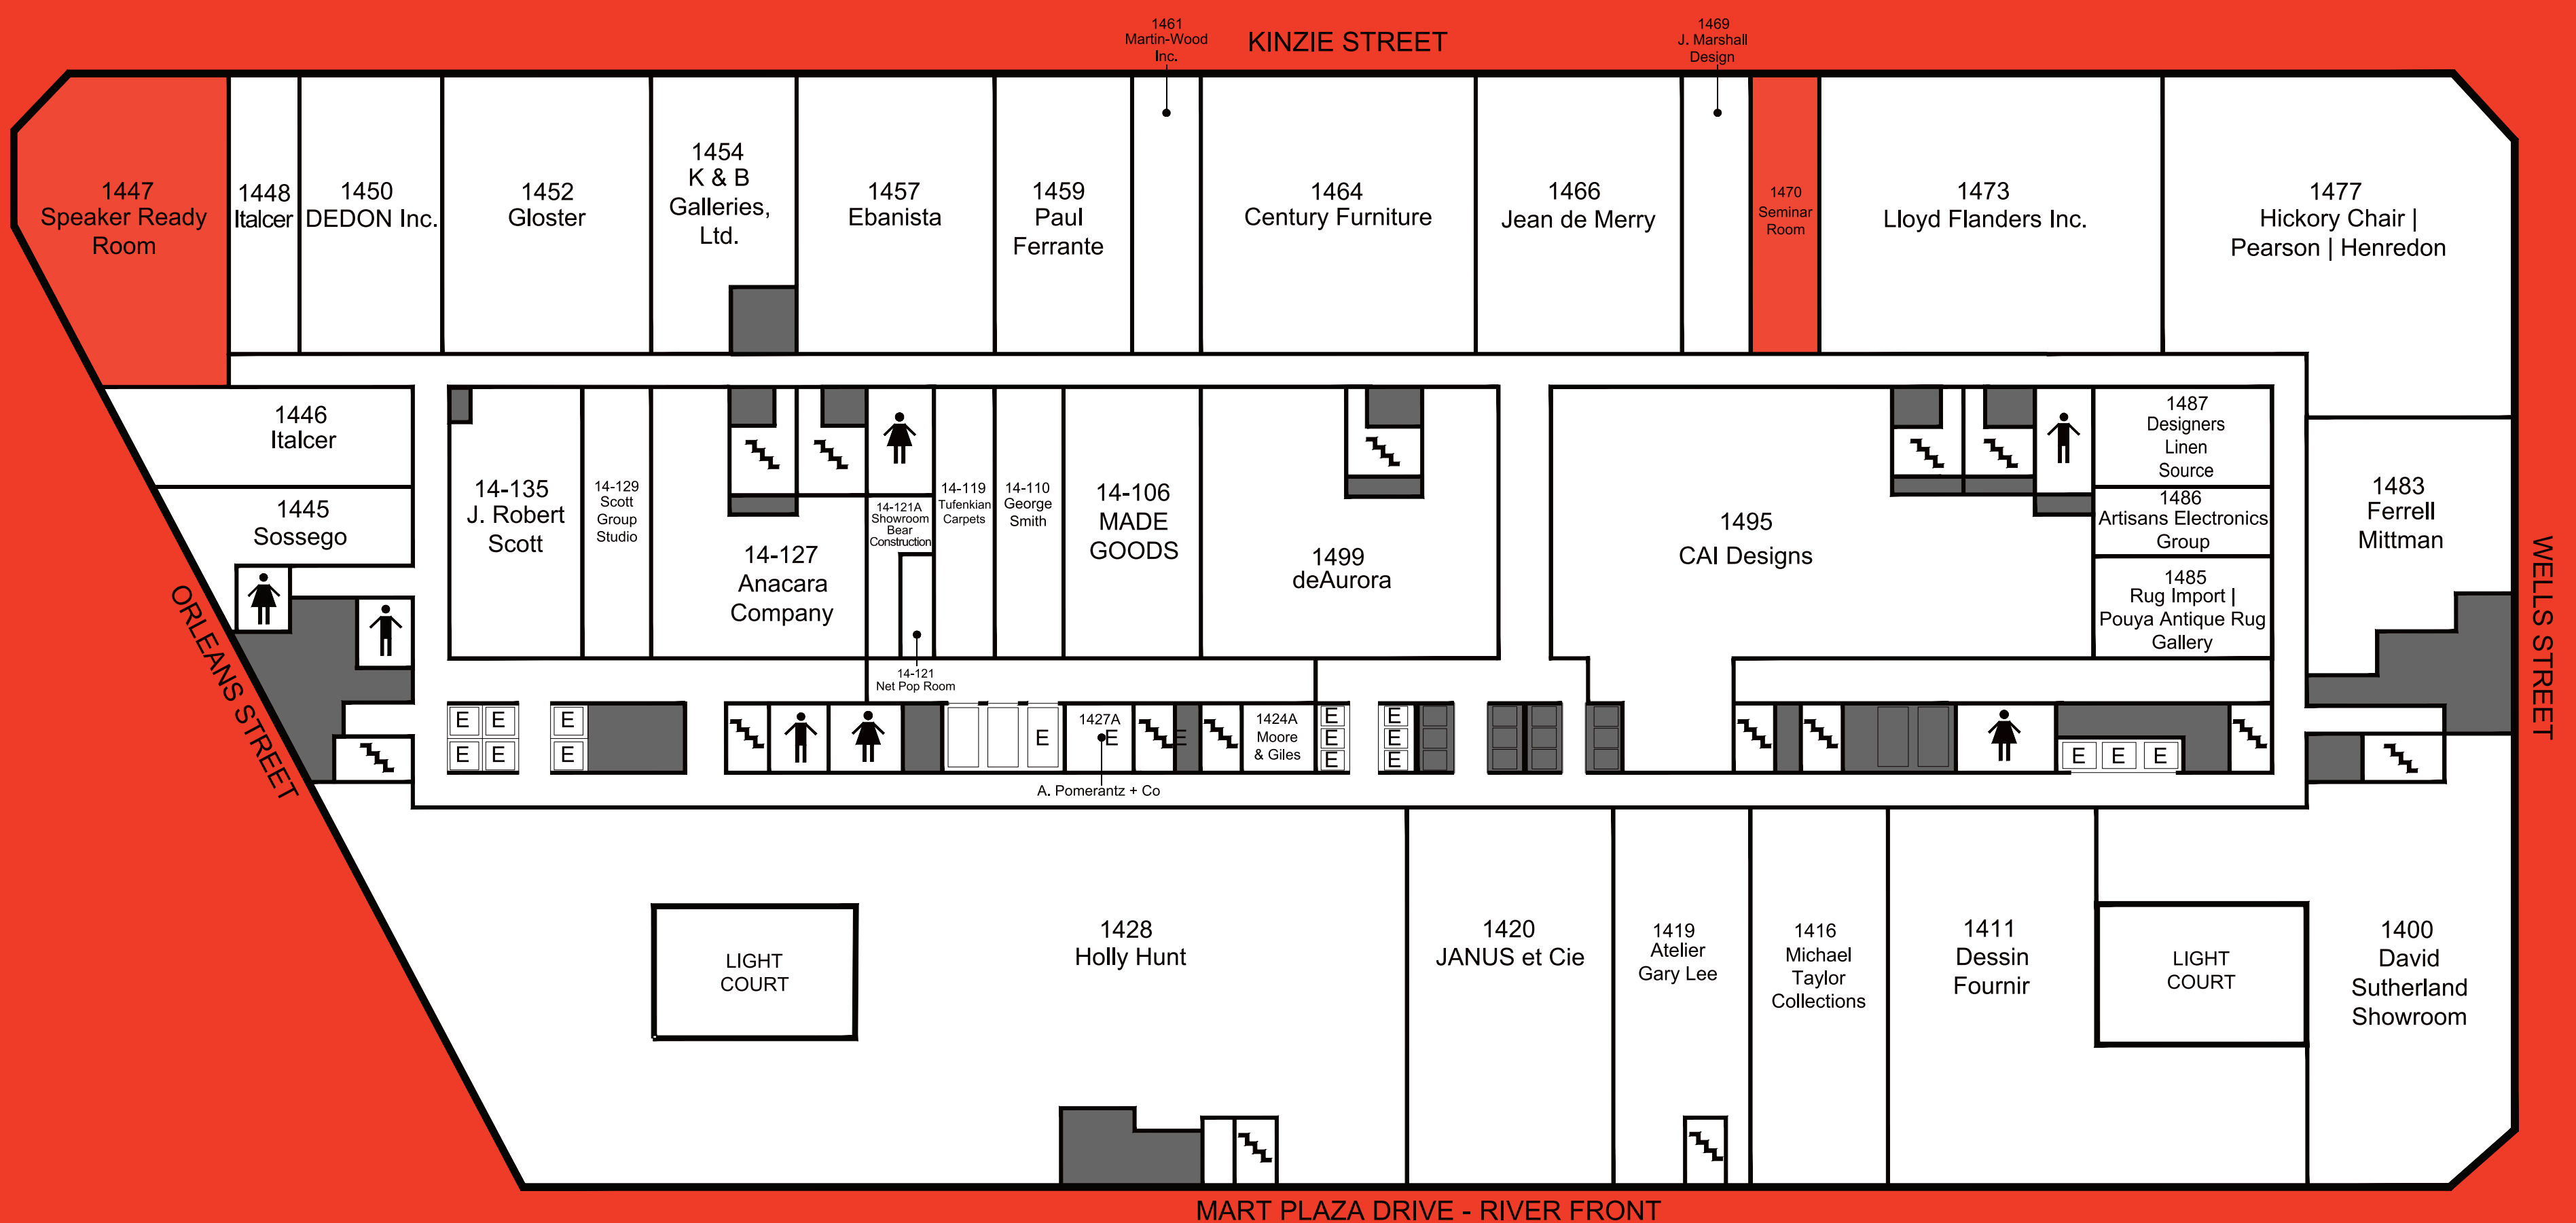 1461
Martin-Wood
Inc.
KINZIE STREET
1469
J. Marshall
Design
1447
Speaker Ready
Room
1448
Italcer
1450
DEDON Inc.
1452
Gloster
1454
K & B
Galleries,
Ltd.
1457
Ebanista
1459
Paul
Ferrante
1464
Century Furniture
1466
Jean de Merry
1470
Seminar
Room
1473
Lloyd Flanders Inc.
1477
Hickory Chair |
Pearson | Henredon
1446
Italcer
1445
Sossego
14-135
J. Robert
Scott
14-129
Scott
Group
Studio
14-127
Anacara
Company
14-121A
Showroom
Bear
Construction
14-119
Tufenkian
Carpets
14-110
George
Smith
14-106
MADE
GOODS
1499
deAurora
1495
CAI Designs
1487
Designers
Linen
Source
1486
Artisans Electronics
Group
1485
Rug Import |
Pouya Antique Rug
Gallery
1483
Ferrell
Mittman
ORLEANS STREET
WELLS STREET
14-121
Net Pop Room
E E
E E
E
E
E
1427A
E
E
1424A
Moore
& Giles
E
E
E
E
E
E
E E E
A. Pomerantz + Co
LIGHT
COURT
1428
Holly Hunt
1420
JANUS et Cie
1419
Atelier
Gary Lee
1416
Michael
Taylor
Collections
1411
Dessin
Fournir
LIGHT
COURT
1400
David
Sutherland
Showroom
MART PLAZA DRIVE - RIVER FRONT